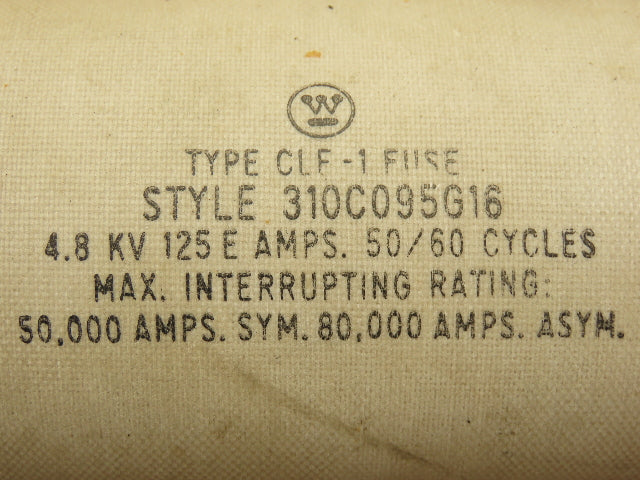 W
TYPE CLE-1 FUSE
STYLE 310C095G16
4.8 KV 125 E AMPS. 50/60 CYCLES
MAX. INTERRUPTING RATING:
50,000 AMPS. SYM. 80,000 AMPS. ASYM.